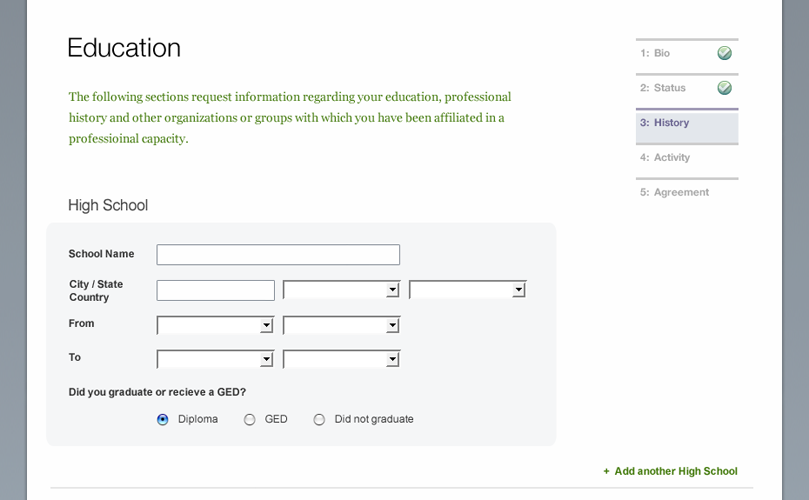 Education
The following sections request information regarding your education, professional
history and other organizations or groups with which you have been affiliated in a
professioinal capacity.
1: Bio
2: Status
3: History
4: Activity
5: Agreement
High School
School Name
City / State
Country
From
To
Did you graduate or recieve a GED?
Diploma GED Did not graduate
+ Add another High School